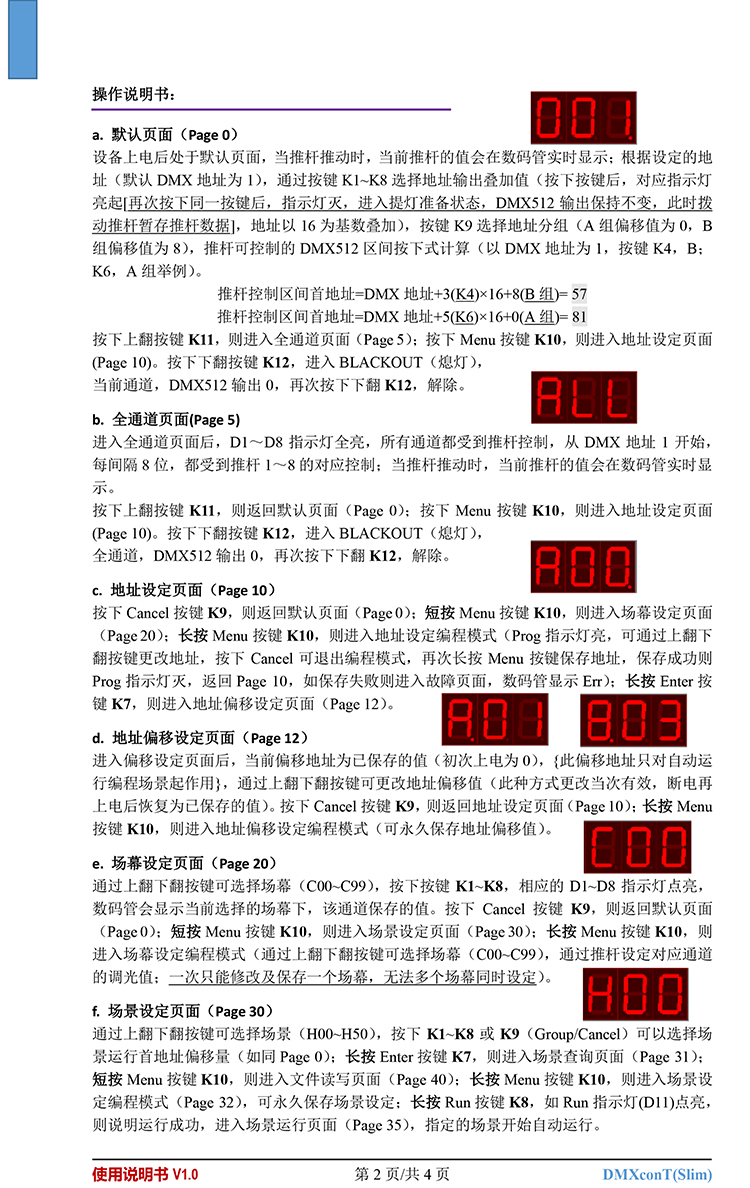 操作说明书：
001.
a. 默认页面（Page 0）
设备上电后处于默认页面，当推杆推动时，当前推杆的值会在数码管实时显示；根据设定的地
址（默认 DMX 地址为 1），通过按键 K1~K8 选择地址输出叠加值（按下按键后，对应指示灯
亮起[再次按下同一按键后，指示灯灭，进入提灯准备状态，DMX512 输出保持不变，此时拨
动推杆暂存推杆数据]，地址以 16 为基数叠加），按键 K9 选择地址分组（A 组偏移值为 0，B
组偏移值为 8），推杆可控制的 DMX512 区间按下式计算（以 DMX 地址为 1，按键 K4，B；
K6，A 组举例）。
推杆控制区间首地址=DMX 地址+3(K4)×16+8(B 组)= 57
推杆控制区间首地址=DMX 地址+5(K6)×16+0(A 组)= 81
按下上翻按键 K11，则进入全通道页面（Page 5）；按下 Menu 按键 K10，则进入地址设定页面
(Page 10)。按下下翻按键 K12，进入 BLACKOUT（熄灯），
当前通道，DMX512 输出 0，再次按下下翻 K12，解除。
ALL
b. 全通道页面(Page 5)
进入全通道页面后，D1～D8 指示灯全亮，所有通道都受到推杆控制，从 DMX 地址 1 开始，
每间隔 8 位，都受到推杆 1～8 的对应控制；当推杆推动时，当前推杆的值会在数码管实时显
示。
按下上翻按键 K11，则返回默认页面（Page 0）；按下 Menu 按键 K10，则进入地址设定页面
(Page 10)。按下下翻按键 K12，进入 BLACKOUT（熄灯），
全通道，DMX512 输出 0，再次按下下翻 K12，解除。
A00.
c. 地址设定页面（Page 10）
按下 Cancel 按键 K9，则返回默认页面（Page 0）；短按 Menu 按键 K10，则进入场幕设定页面
（Page 20）；长按 Menu 按键 K10，则进入地址设定编程模式（Prog 指示灯亮，可通过上翻下
翻按键更改地址，按下 Cancel 可退出编程模式，再次长按 Menu 按键保存地址，保存成功则
Prog 指示灯灭，返回 Page 10，如保存失败则进入故障页面，数码管显示 Err）；长按 Enter 按
键 K7，则进入地址偏移设定页面（Page 12）。
A.01 8.03
d. 地址偏移设定页面（Page 12）
进入偏移设定页面后，当前偏移地址为已保存的值（初次上电为 0），{此偏移地址只对自动运
行编程场景起作用}，通过上翻下翻按键可更改地址偏移值（此种方式更改当次有效，断电再
上电后恢复为已保存的值）。按下 Cancel 按键 K9，则返回地址设定页面（Page 10）；长按 Menu
按键 K10，则进入地址偏移设定编程模式（可永久保存地址偏移值）。
C00
e. 场幕设定页面（Page 20）
通过上翻下翻按键可选择场幕（C00~C99），按下按键 K1~K8，相应的 D1~D8 指示灯点亮，
数码管会显示当前选择的场幕下，该通道保存的值。按下 Cancel 按键 K9，则返回默认页面
（Page 0）；短按 Menu 按键 K10，则进入场景设定页面（Page 30）；长按 Menu 按键 K10，则
进入场幕设定编程模式（通过上翻下翻按键可选择场幕（C00~C99），通过推杆设定对应通道
的调光值；一次只能修改及保存一个场幕，无法多个场幕同时设定）。
H00
f. 场景设定页面（Page 30）
通过上翻下翻按键可选择场景（H00~H50），按下 K1~K8 或 K9（Group/Cancel）可以选择场
景运行首地址偏移量（如同 Page 0）；长按 Enter 按键 K7，则进入场景查询页面（Page 31）；
短按 Menu 按键 K10，则进入文件读写页面（Page 40）；长按 Menu 按键 K10，则进入场景设
定编程模式（Page 32），可永久保存场景设定；长按 Run 按键 K8，如 Run 指示灯(D11)点亮，
则说明运行成功，进入场景运行页面（Page 35），指定的场景开始自动运行。
使用说明书 V1.0 第 2 页/共 4 页 DMXconT(Slim)